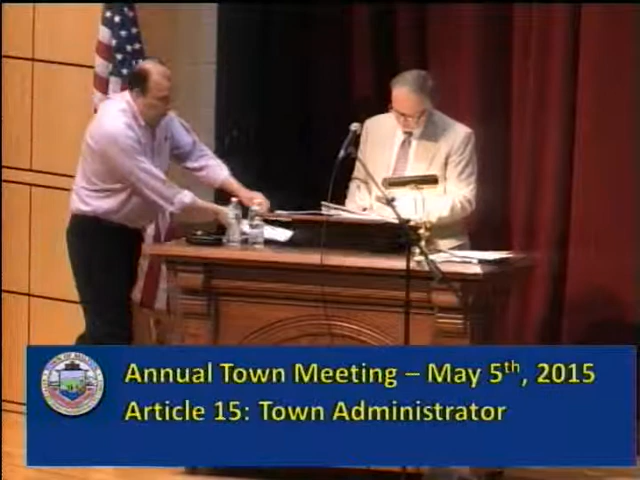 Annual Town Meeting – May 5th, 2015
Article 15: Town Administrator